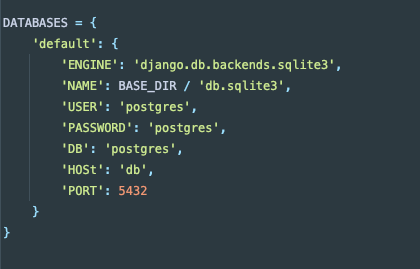 DATABASES = {
    'default': {
        'ENGINE': 'django.db.backends.sqlite3',
        'NAME': BASE_DIR / 'db.sqlite3',
        'USER': 'postgres',
        'PASSWORD': 'postgres',
        'DB': 'postgres',
        'HOSt': 'db',
        'PORT': 5432
    }
}